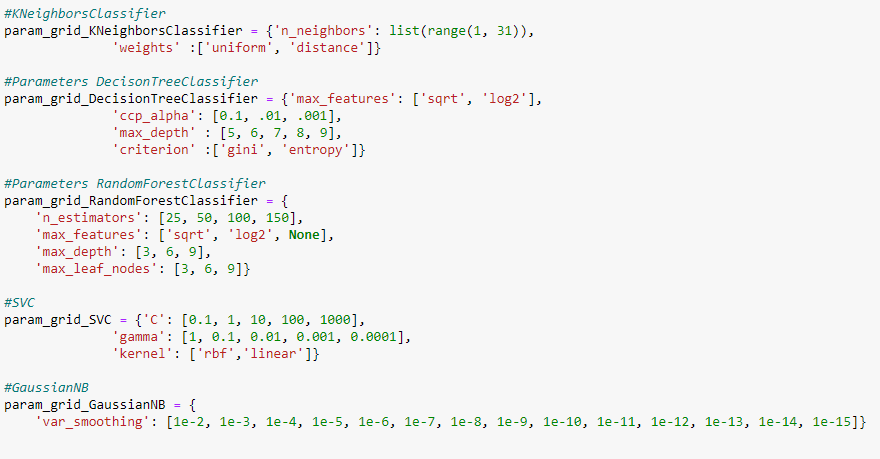 #KNeighborsClassifier
param_grid_KNeighborsClassifier = {'n_neighbors': list(range(1, 31)),
              'weights' :['uniform', 'distance']}

#Parameters DecisonTreeClassifier
param_grid_DecisionTreeClassifier = {'max_features': ['sqrt', 'log2'],
              'ccp_alpha': [0.1, .01, .001],
              'max_depth' : [5, 6, 7, 8, 9],
              'criterion' :['gini', 'entropy']}

#Parameters RandomForestClassifier
param_grid_RandomForestClassifier = {
    'n_estimators': [25, 50, 100, 150],
    'max_features': ['sqrt', 'log2', None],
    'max_depth': [3, 6, 9],
    'max_leaf_nodes': [3, 6, 9]}

#SVC
param_grid_SVC = {'C': [0.1, 1, 10, 100, 1000],
              'gamma': [1, 0.1, 0.01, 0.001, 0.0001],
              'kernel': ['rbf','linear']}

#GaussianNB
param_grid_GaussianNB = {
    'var_smoothing': [1e-2, 1e-3, 1e-4, 1e-5, 1e-6, 1e-7, 1e-8, 1e-9, 1e-10, 1e-11, 1e-12, 1e-13, 1e-14, 1e-15]}